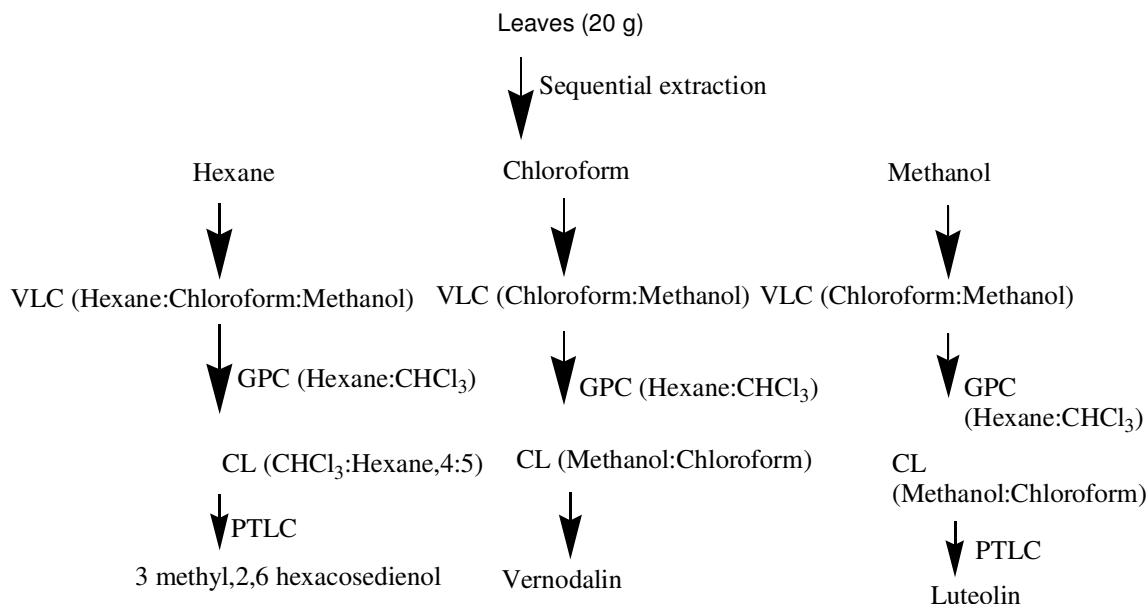 Leaves (20 g)
Sequential extraction
Hexane
Chloroform
Methanol
VLC (Hexane:Chloroform:Methanol)
VLC (Chloroform:Methanol)
VLC (Chloroform:Methanol)
GPC (Hexane:CHCl₃)
GPC (Hexane:CHCl₃)
GPC
(Hexane:CHCl₃)
CL (CHCl₃:Hexane,4:5)
CL (Methanol:Chloroform)
CL
(Methanol:Chloroform)
PTLC
PTLC
3 methyl,2,6 hexacosedienol
Vernodalin
Luteolin